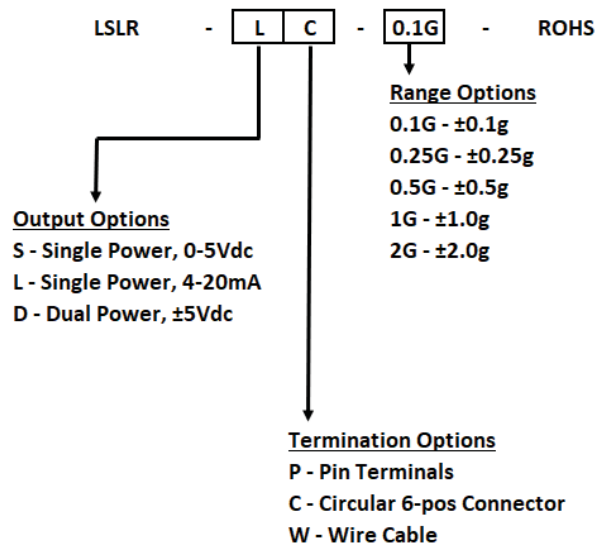 LSLR - L C - 0.1G - ROHS
Range Options
0.1G - ±0.1g
0.25G - ±0.25g
0.5G - ±0.5g
1G - ±1.0g
2G - ±2.0g
Output Options
S - Single Power, 0-5Vdc
L - Single Power, 4-20mA
D - Dual Power, ±5Vdc
Termination Options
P - Pin Terminals
C - Circular 6-pos Connector
W - Wire Cable